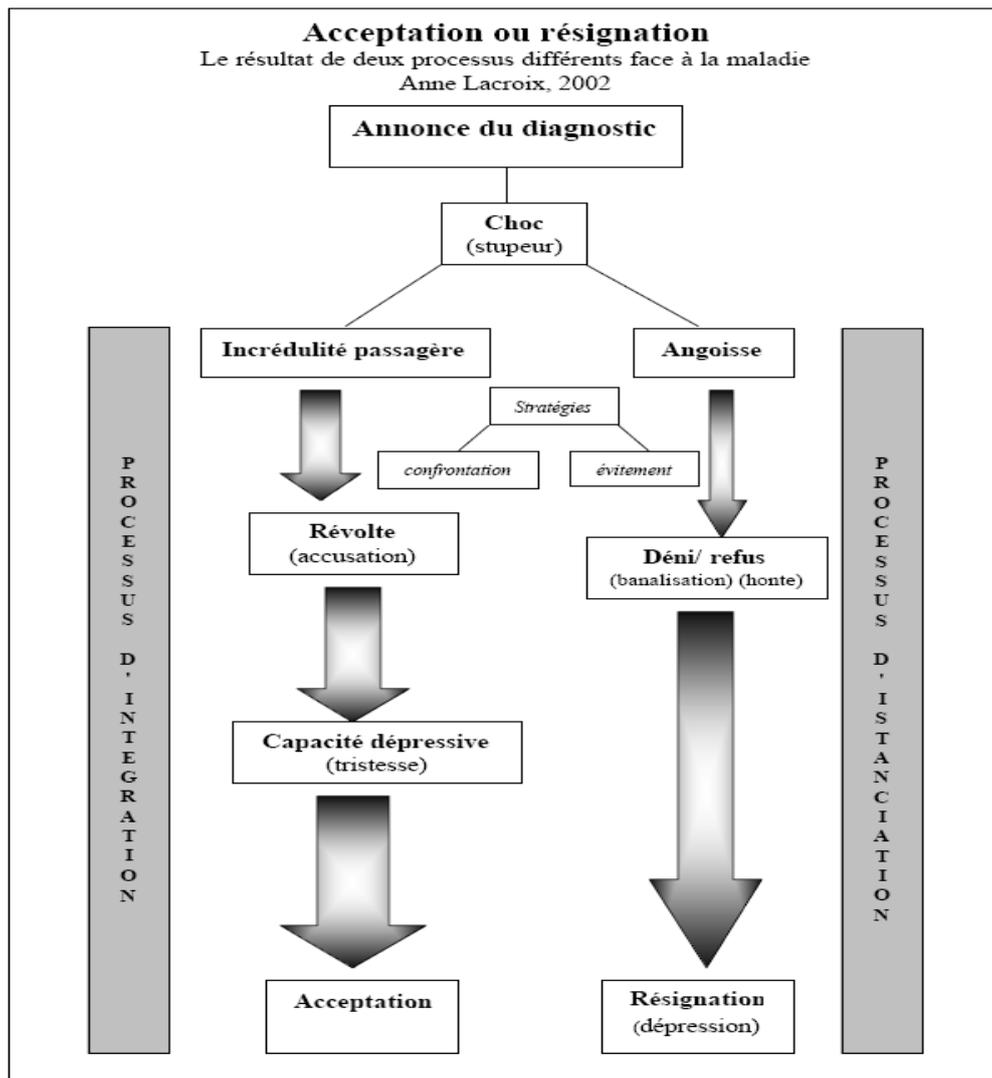 Acceptation ou résignation
Le résultat de deux processus différents face à la maladie
Anne Lacroix, 2002
Annonce du diagnostic
Choc
(stupeur)
Incrédulité passagère
Angoisse
Stratégies
confrontation
évitement
Révolte
(accusation)
Déni/ refus
(banalisation) (honte)
Capacité dépressive
(tristesse)
Acceptation
Résignation
(dépression)
PROCESSUS D'INTEGRATION
PROCESSUS D'ISTANCIATION